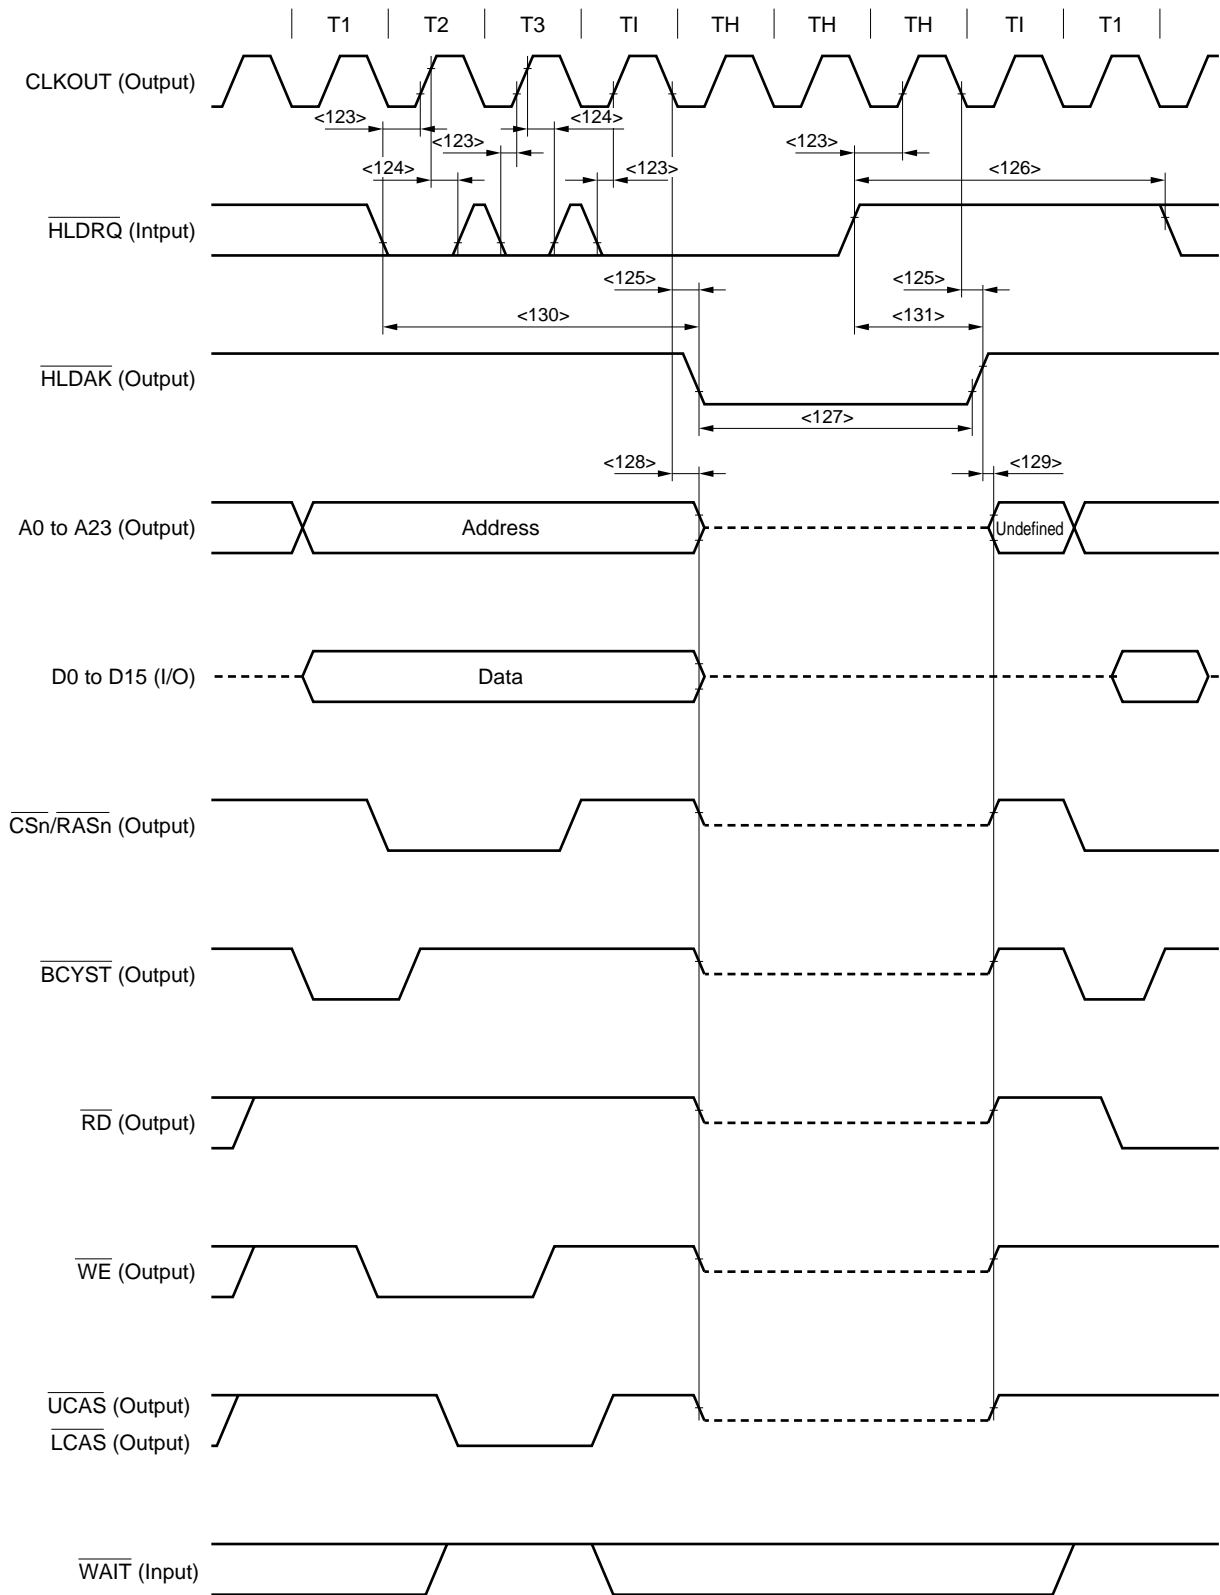 T1 T2 T3 TI TH TH TH TI T1
CLKOUT (Output)
<123> <124> <123>
<123>
<124> <123> <126>
HLDRQ (Intput)
<125> <125>
<130> <131>
HLDAK (Output)
<127>
<128> <129>
A0 to A23 (Output) Address Undefined
D0 to D15 (I/O) Data
CSn/RASn (Output)
BCYST (Output)
RD (Output)
WE (Output)
UCAS (Output)
LCAS (Output)
WAIT (Input)